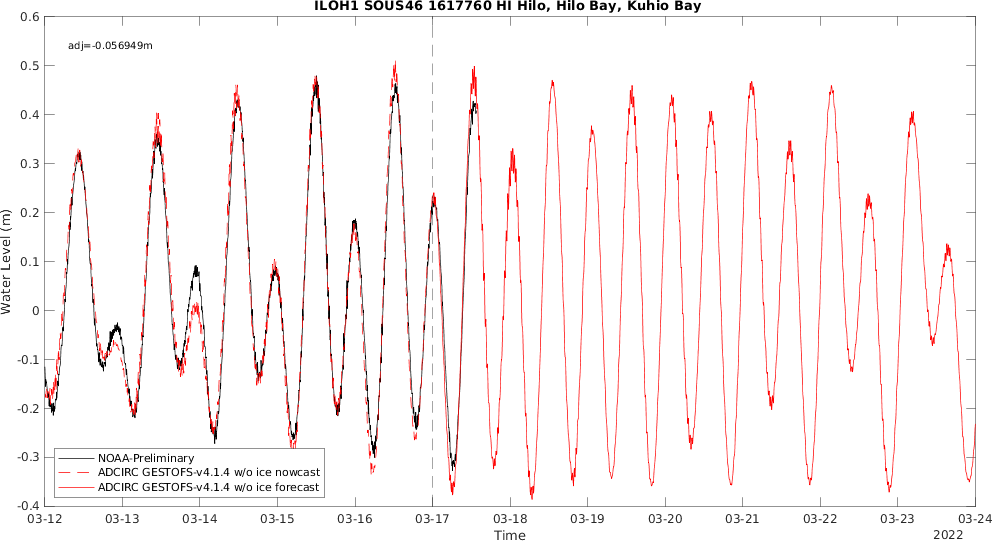 ILOH1 SOUS46 1617760 HI Hilo, Hilo Bay, Kuhio Bay
0.6
adj=-0.056949m
0.5
0.4
0.3
0.2
0.1
0
-0.1
-0.2
-0.3
-0.4
Water Level (m)
NOAA-Preliminary
ADCIRC GESTOFS-v4.1.4 w/o ice nowcast
ADCIRC GESTOFS-v4.1.4 w/o ice forecast
03-12 03-13 03-14 03-15 03-16 03-17 03-18 03-19 03-20 03-21 03-22 03-23 03-24
Time
2022